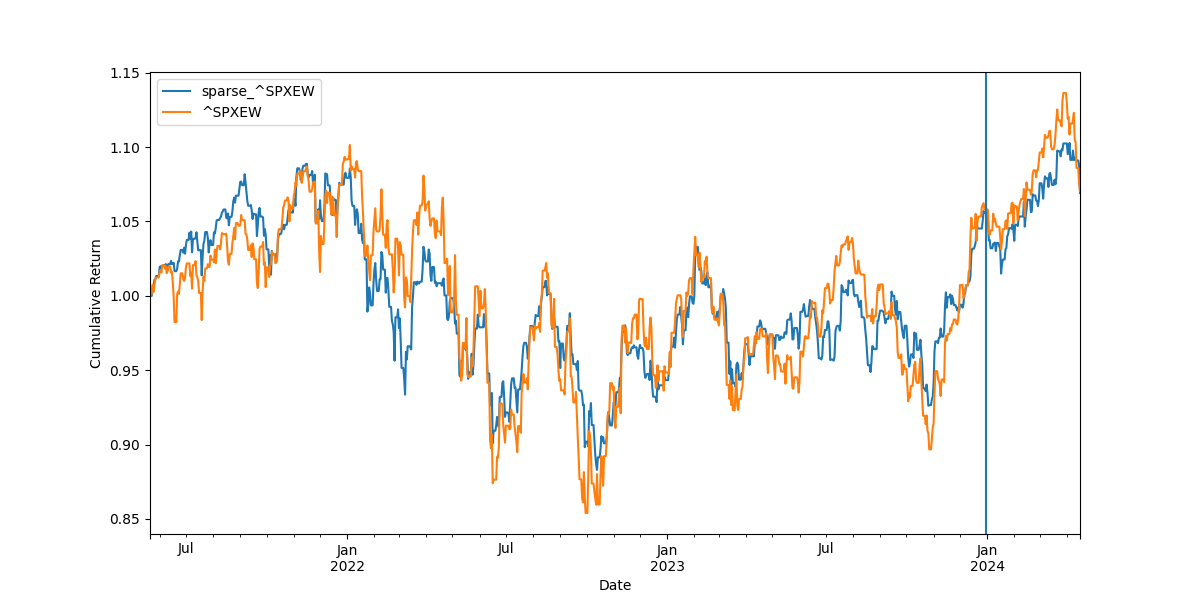 sparse_^SPXEW
^SPXEW
Cumulative Return
1.15
1.10
1.05
1.00
0.95
0.90
0.85
Jul
Jan
2022
Jul
Jan
2023
Jul
Jan
2024
Date